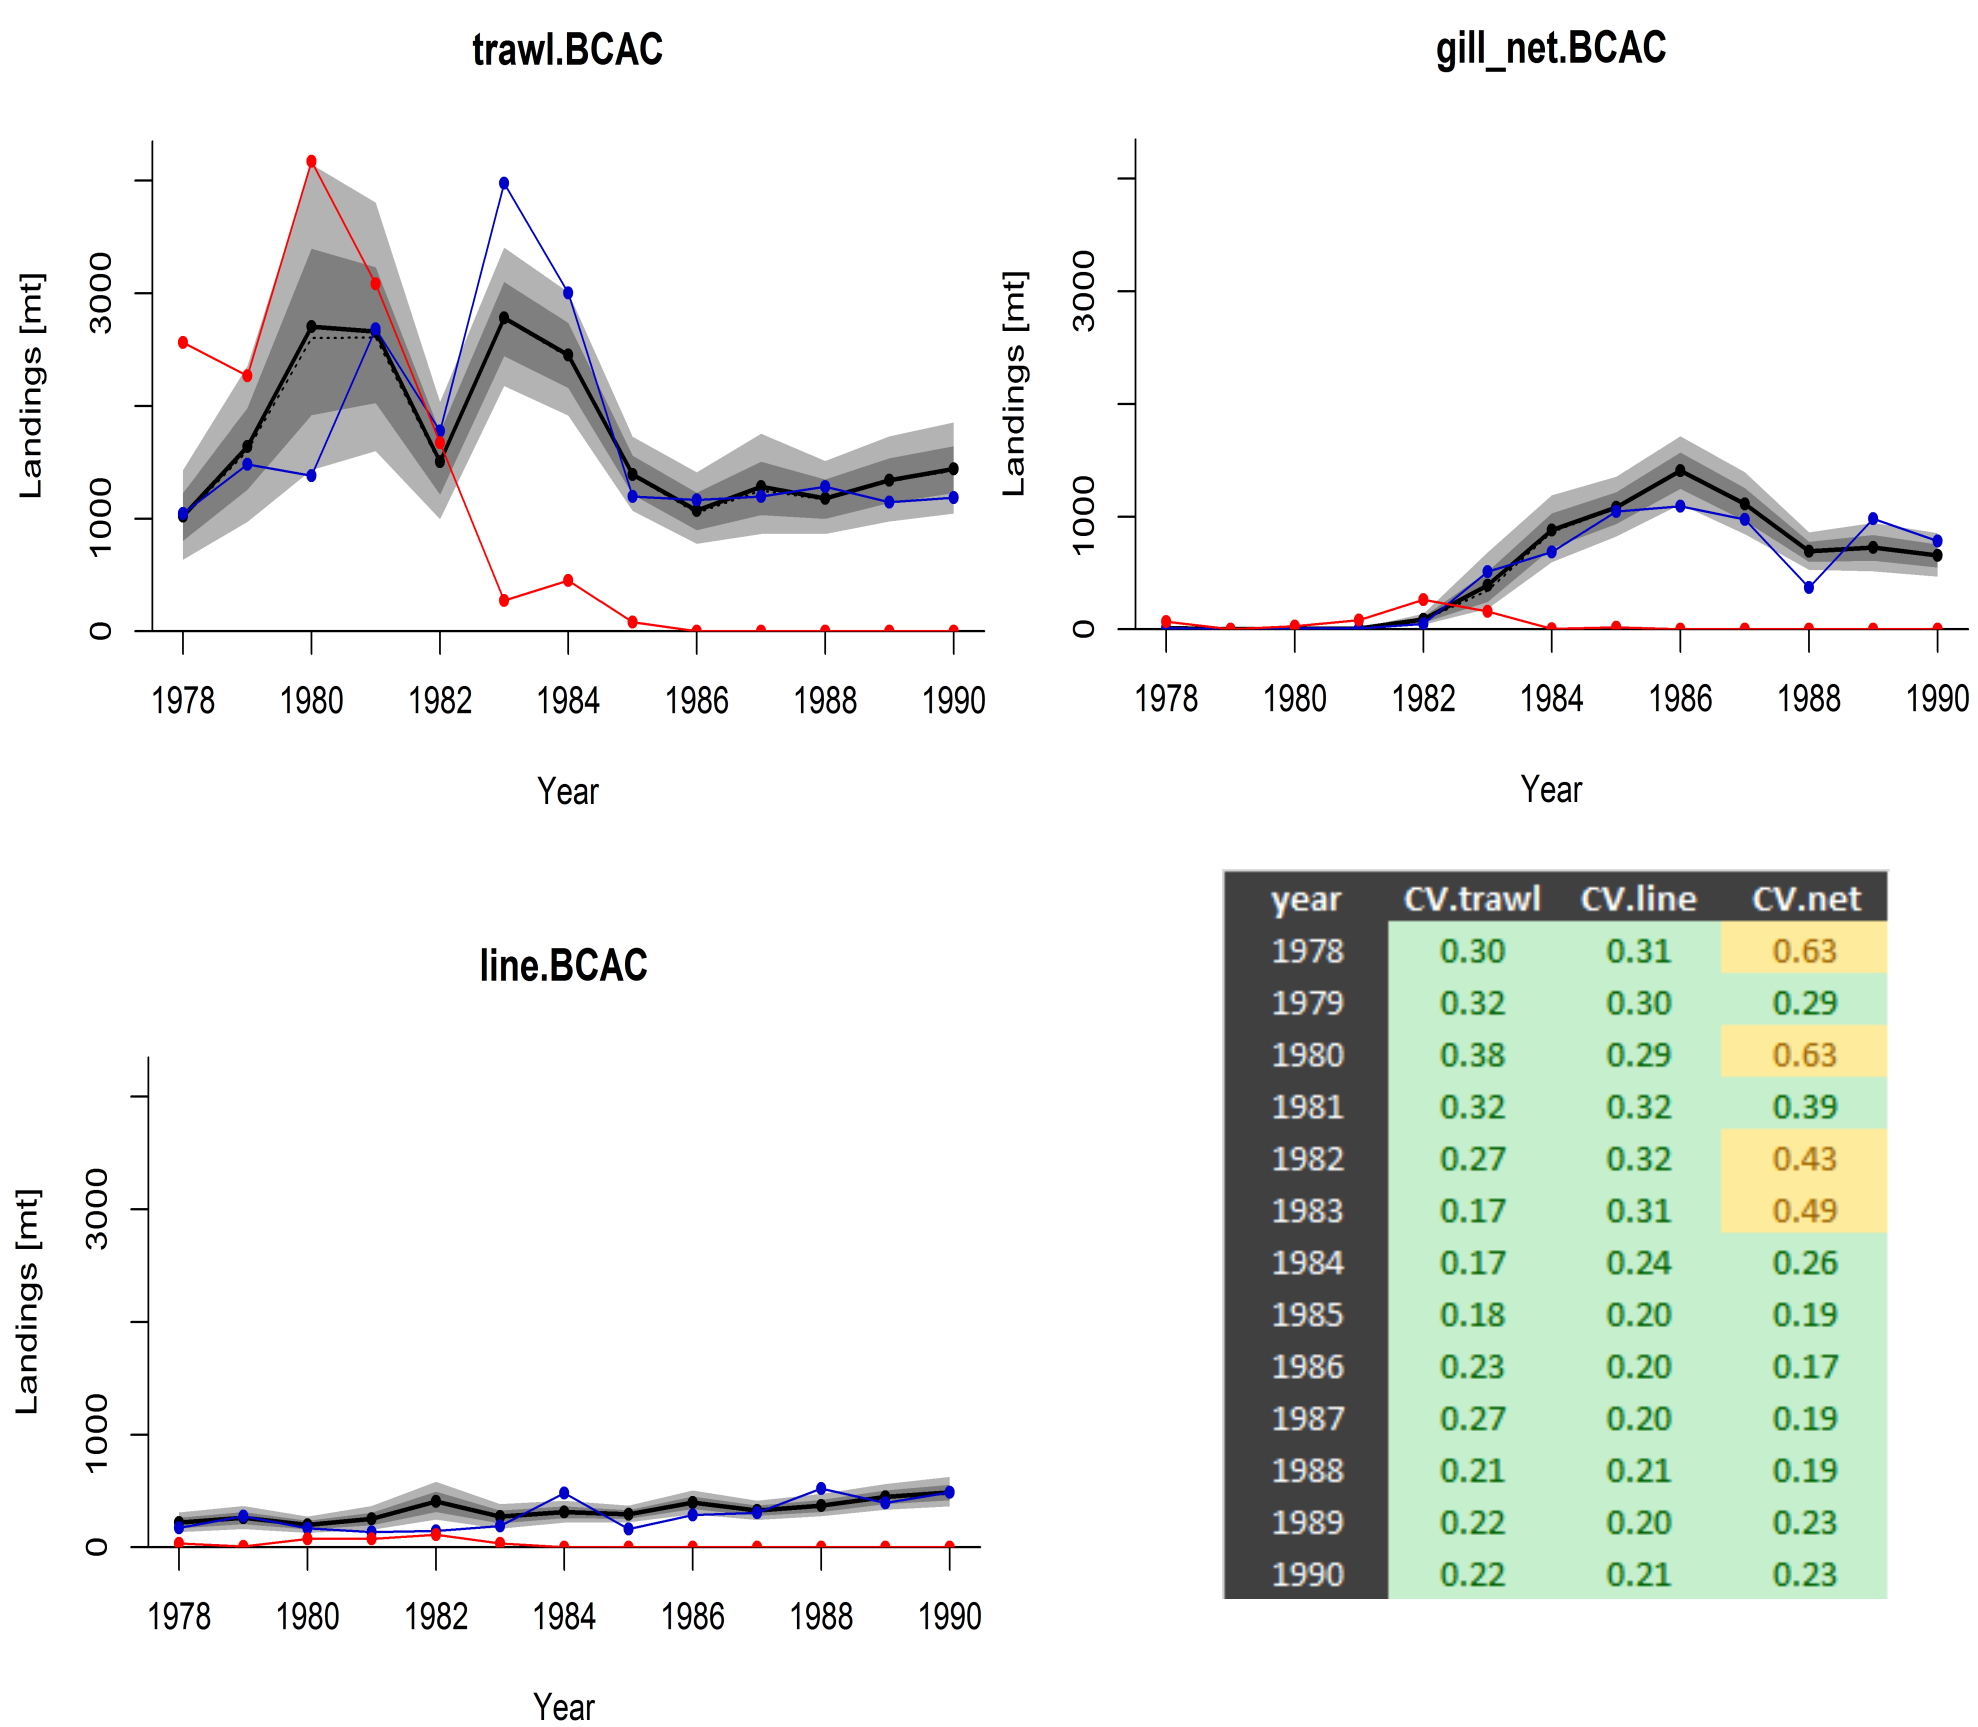 trawl.BCAC
Landings [mt]
3000
1000
0
1978 1980 1982 1984 1986 1988 1990
Year
gill_net.BCAC
Landings [mt]
3000
1000
0
1978 1980 1982 1984 1986 1988 1990
Year
line.BCAC
Landings [mt]
3000
1000
0
1978 1980 1982 1984 1986 1988 1990
Year
year CV.trawl CV.line CV.net
1978 0.30 0.31 0.63
1979 0.32 0.30 0.29
1980 0.38 0.29 0.63
1981 0.32 0.32 0.39
1982 0.27 0.32 0.43
1983 0.17 0.31 0.49
1984 0.17 0.24 0.26
1985 0.18 0.20 0.19
1986 0.23 0.20 0.17
1987 0.27 0.20 0.19
1988 0.21 0.21 0.19
1989 0.22 0.20 0.23
1990 0.22 0.21 0.23